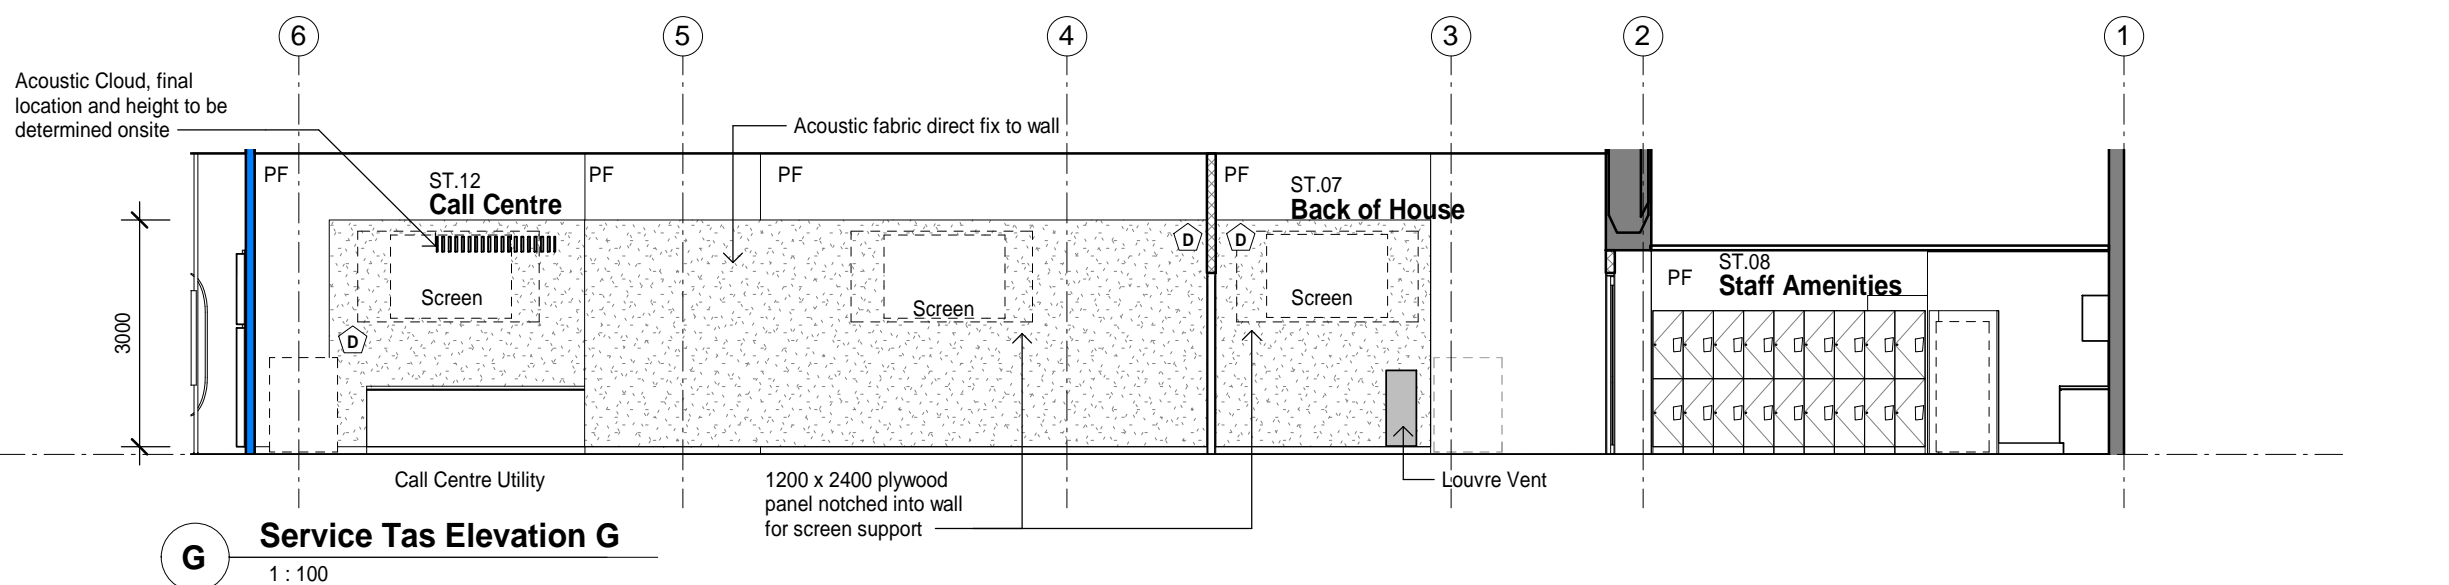 6
5
4
3
2
1
Acoustic Cloud, final
location and height to be
determined onsite
Acoustic fabric direct fix to wall
PF
ST.12
Call Centre
PF
PF
PF
ST.07
Back of House
PF
ST.08
Staff Amenities
D
D
Screen
Screen
Screen
D
3000
Call Centre Utility
1200 x 2400 plywood
panel notched into wall
for screen support
Louvre Vent
G
Service Tas Elevation G
1 : 100